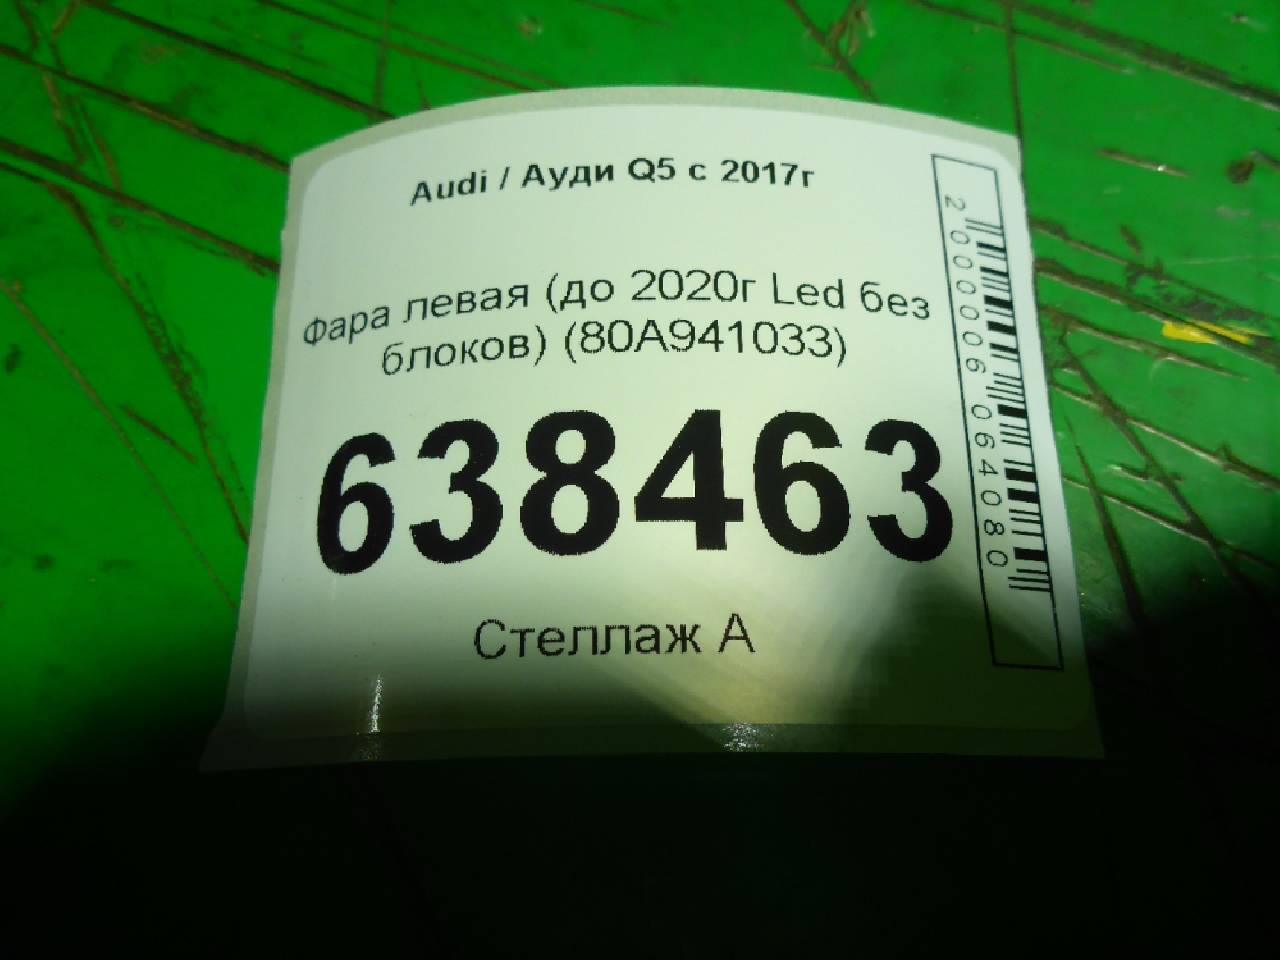 Audi / Ауди Q5 с 2017г
Фара левая (до 2020г Led без
блоков) (80A941033)
638463
Стеллаж А
2000006064080